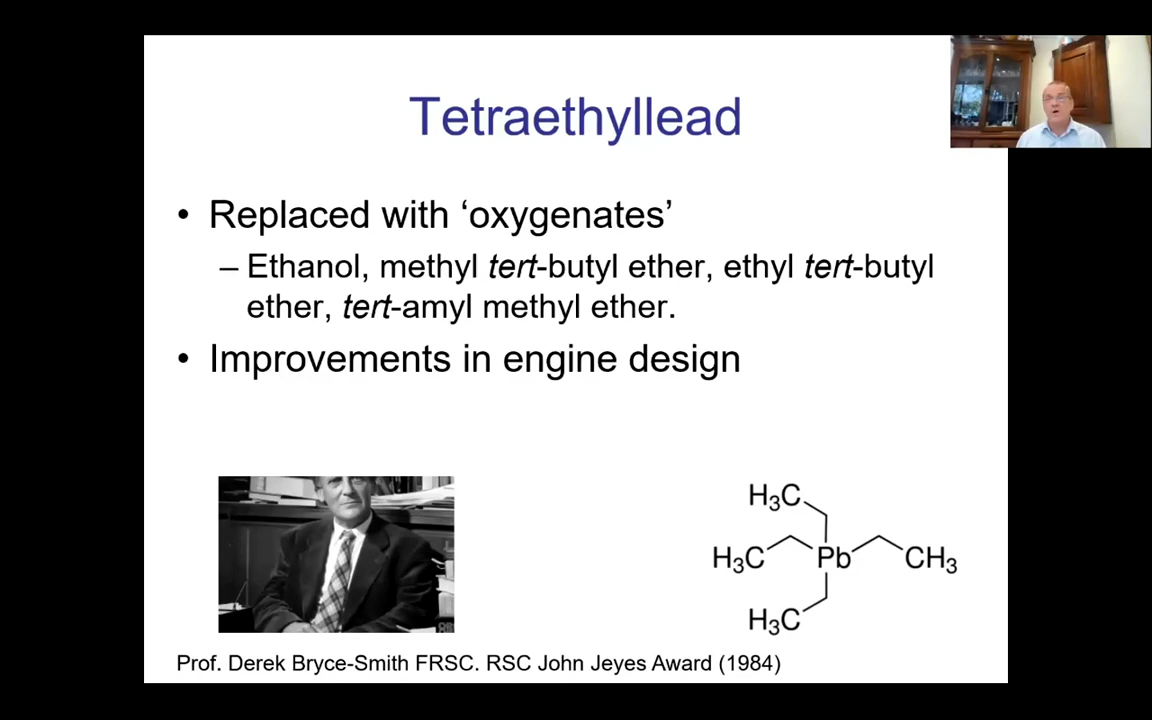 Tetraethyllead
• Replaced with ‘oxygenates’
– Ethanol, methyl tert-butyl ether, ethyl tert-butyl
ether, tert-amyl methyl ether.
• Improvements in engine design
H₃C
H₃C Pb CH₃
H₃C
Prof. Derek Bryce-Smith FRSC. RSC John Jeyes Award (1984)